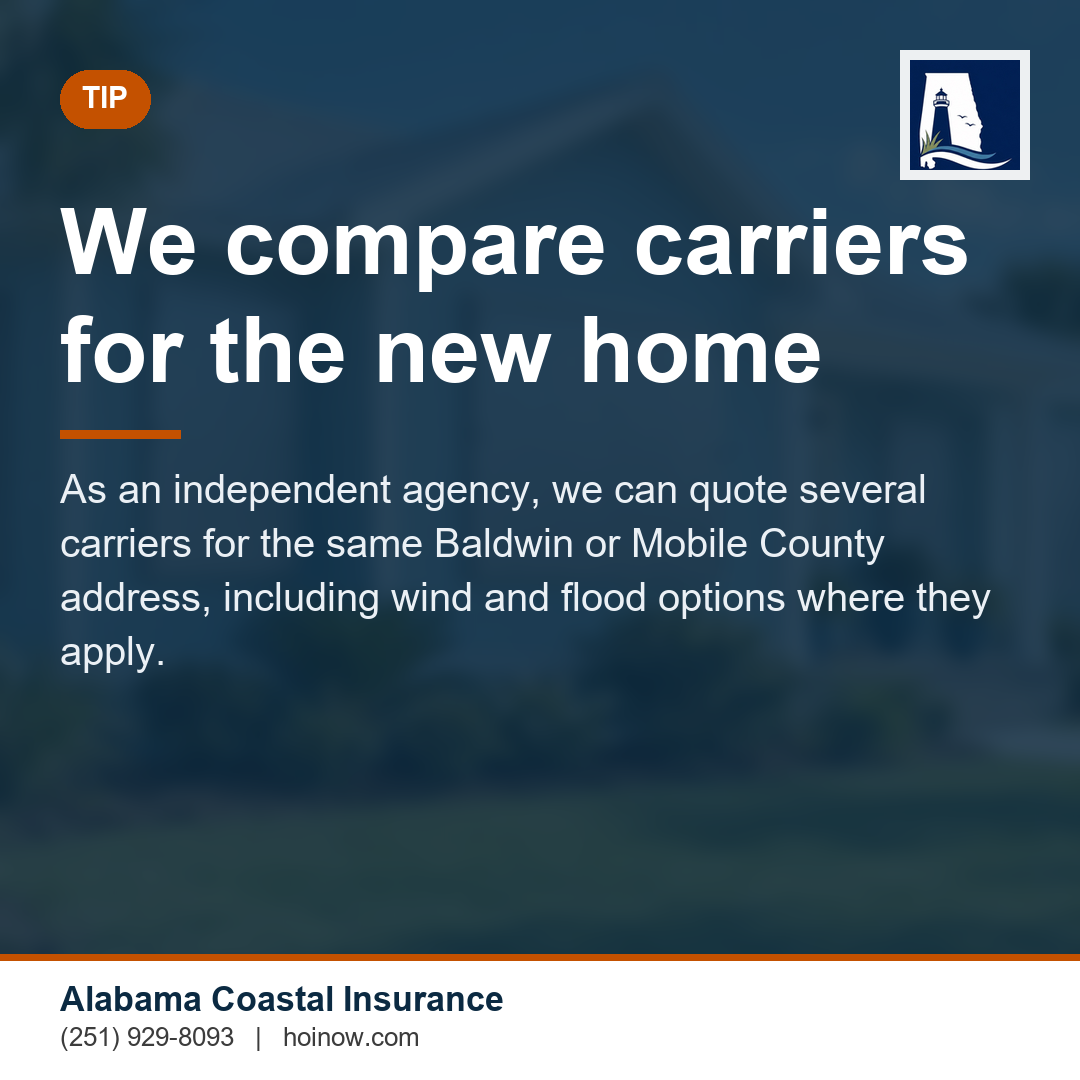 TIP
We compare carriers
for the new home
As an independent agency, we can quote several
carriers for the same Baldwin or Mobile County
address, including wind and flood options where they
apply.
Alabama Coastal Insurance
(251) 929-8093 | hoinow.com